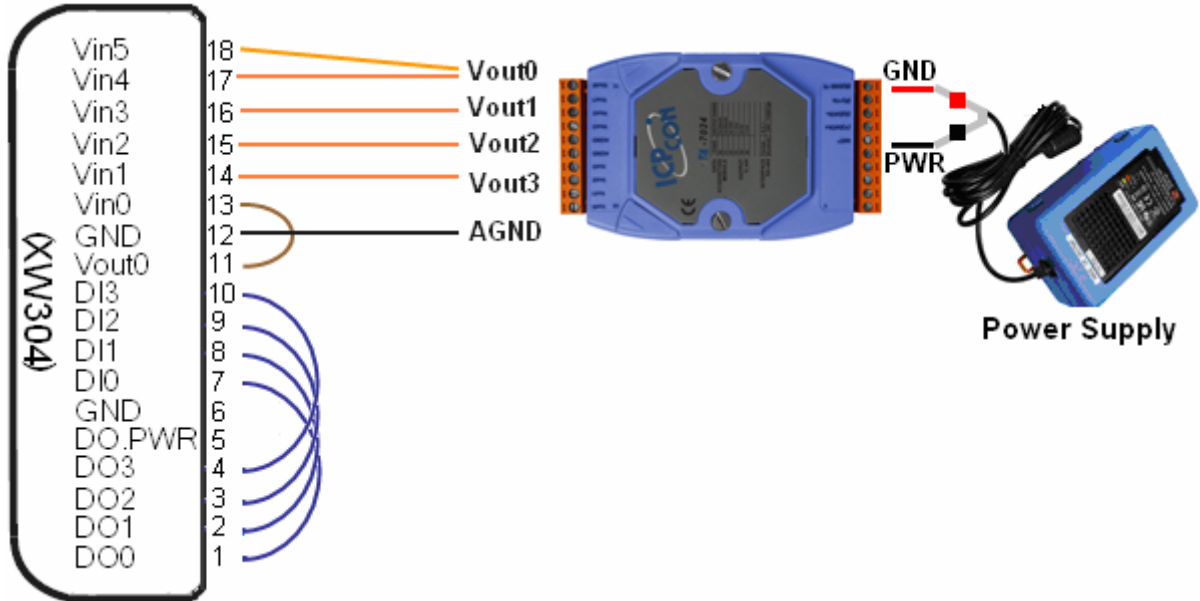 Vin5 18
Vin4 17
Vin3 16
Vin2 15
Vin1 14
Vin0 13
GND 12
Vout0 11
DI3 10
DI2 9
DI1 8
DI0 7
GND 6
DO.PWR 5
DO3 4
DO2 3
DO1 2
DO0 1
(XW304)
Vout0
Vout1
Vout2
Vout3
AGND
ICPCON
CE
GND
PWR
Power Supply